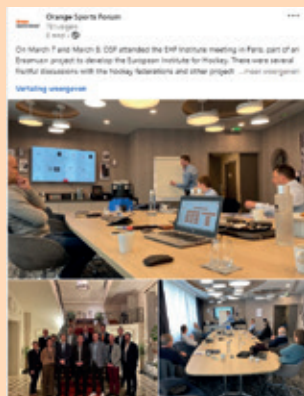 Orange Sports Forum
On March 7 and March 8, OSF attended the EHF Institute meeting in Paris, part of an
Erasmus+ project to develop the European Institute for Hockey. There were several
fruitful discussions with the hockey federations and other project ...meer weergeven
Vertaling weergeven